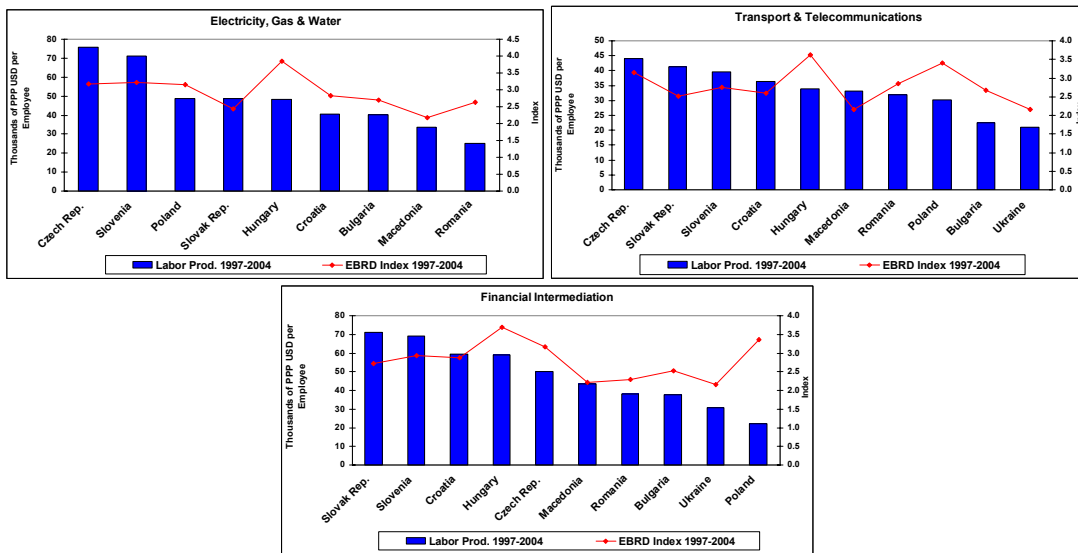 Electricity, Gas & Water
Thousands of PPP USD per
Employee
80
70
60
50
40
30
20
10
0
4.5
4.0
3.5
3.0
2.5
2.0
1.5
1.0
0.5
0.0
Index
Czech Rep.
Slovenia
Poland
Slovak Rep.
Hungary
Croatia
Bulgaria
Macedonia
Romania
Labor Prod. 1997-2004
EBRD Index 1997-2004
Transport & Telecommunications
Thousands of PPP USD per
Employee
50
45
40
35
30
25
20
15
10
5
0
4.0
3.5
3.0
2.5
2.0
1.5
1.0
0.5
0.0
Index
Czech Rep.
Slovak Rep.
Slovenia
Croatia
Hungary
Macedonia
Romania
Poland
Bulgaria
Ukraine
Labor Prod. 1997-2004
EBRD Index 1997-2004
Financial Intermediation
Thousands of PPP USD per
Employee
80
70
60
50
40
30
20
10
0
4.0
3.5
3.0
2.5
2.0
1.5
1.0
0.5
0.0
Index
Slovak Rep.
Slovenia
Croatia
Hungary
Czech Rep.
Macedonia
Romania
Bulgaria
Ukraine
Poland
Labor Prod. 1997-2004
EBRD Index 1997-2004